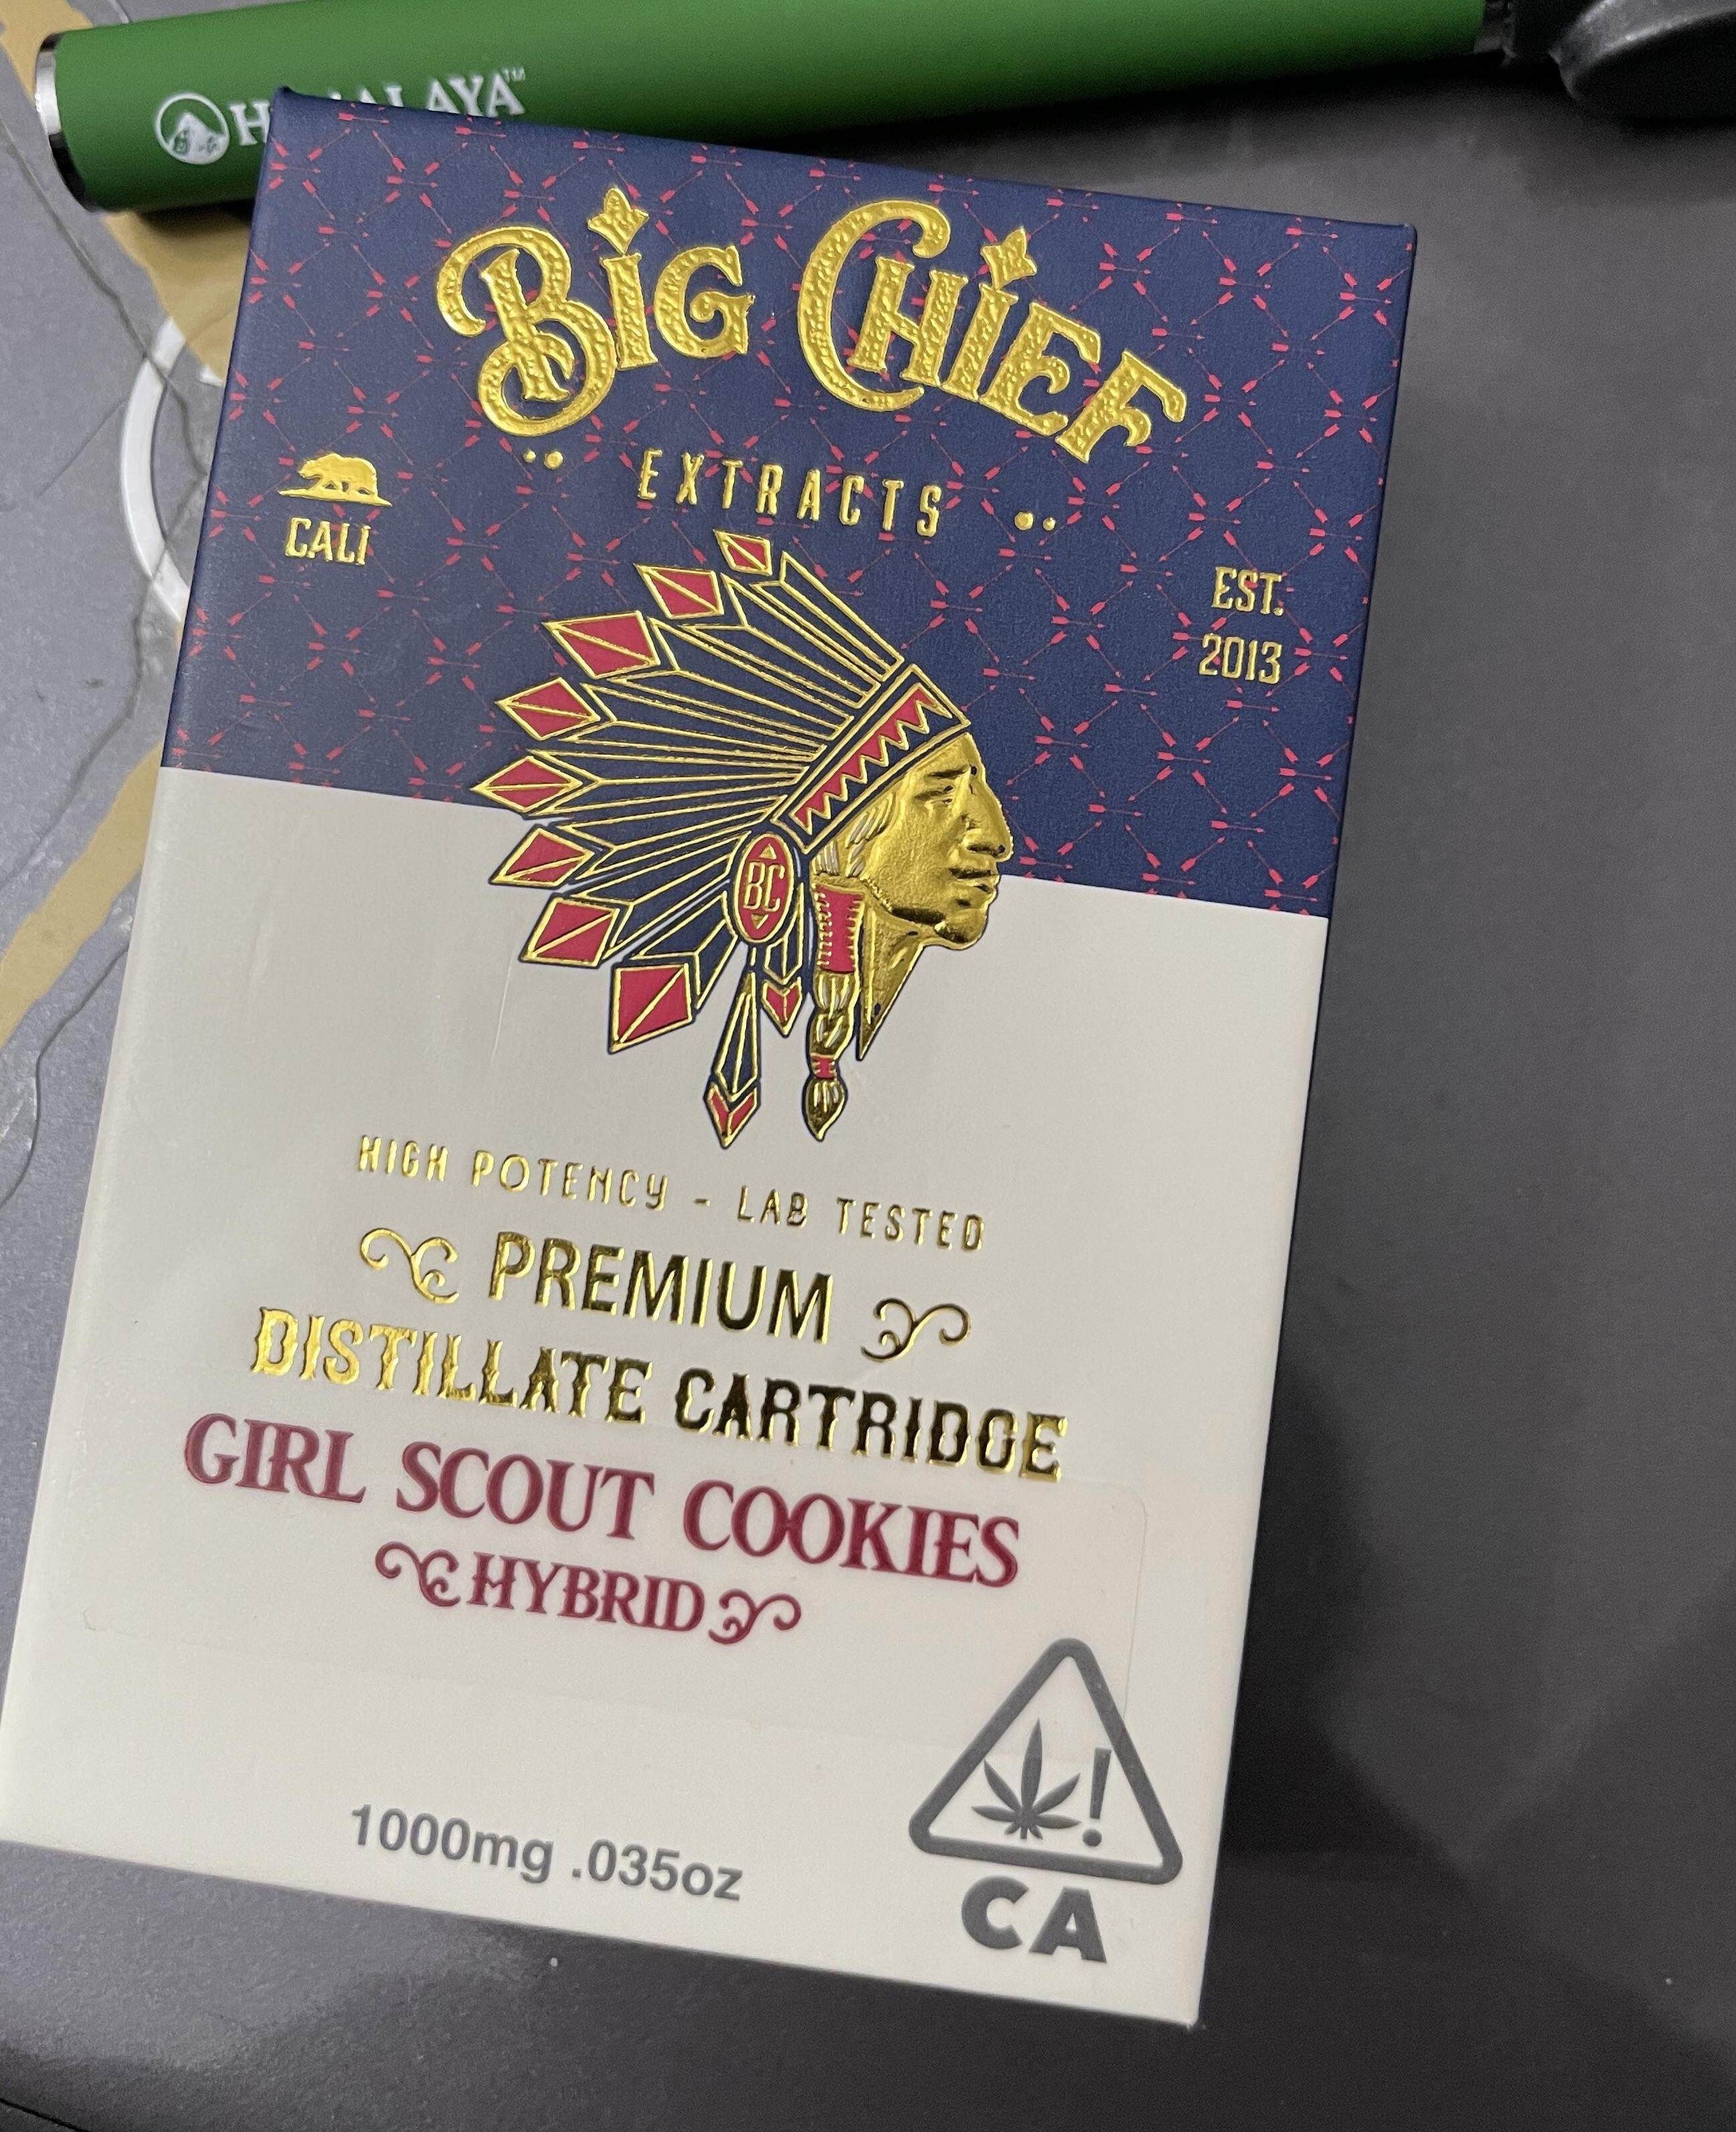 HIMALAYA™
BIG CHIEF
EXTRACTS
CALI
EST.
2013
BC
HIGH POTENCY - LAB TESTED
PREMIUM
DISTILLATE CARTRIDGE
GIRL SCOUT COOKIES
HYBRID
!
1000mg .035oz
CA